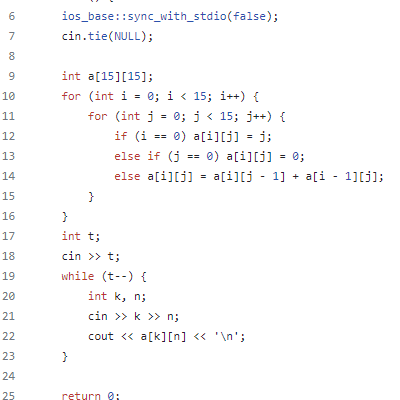 6 ios_base::sync_with_stdio(false);
7 cin.tie(NULL);
8
9 int a[15][15];
10 for (int i = 0; i < 15; i++) {
11 for (int j = 0; j < 15; j++) {
12 if (i == 0) a[i][j] = j;
13 else if (j == 0) a[i][j] = 0;
14 else a[i][j] = a[i][j - 1] + a[i - 1][j];
15 }
16 }
17 int t;
18 cin >> t;
19 while (t--) {
20 int k, n;
21 cin >> k >> n;
22 cout << a[k][n] << '\n';
23 }
24
25 return 0;